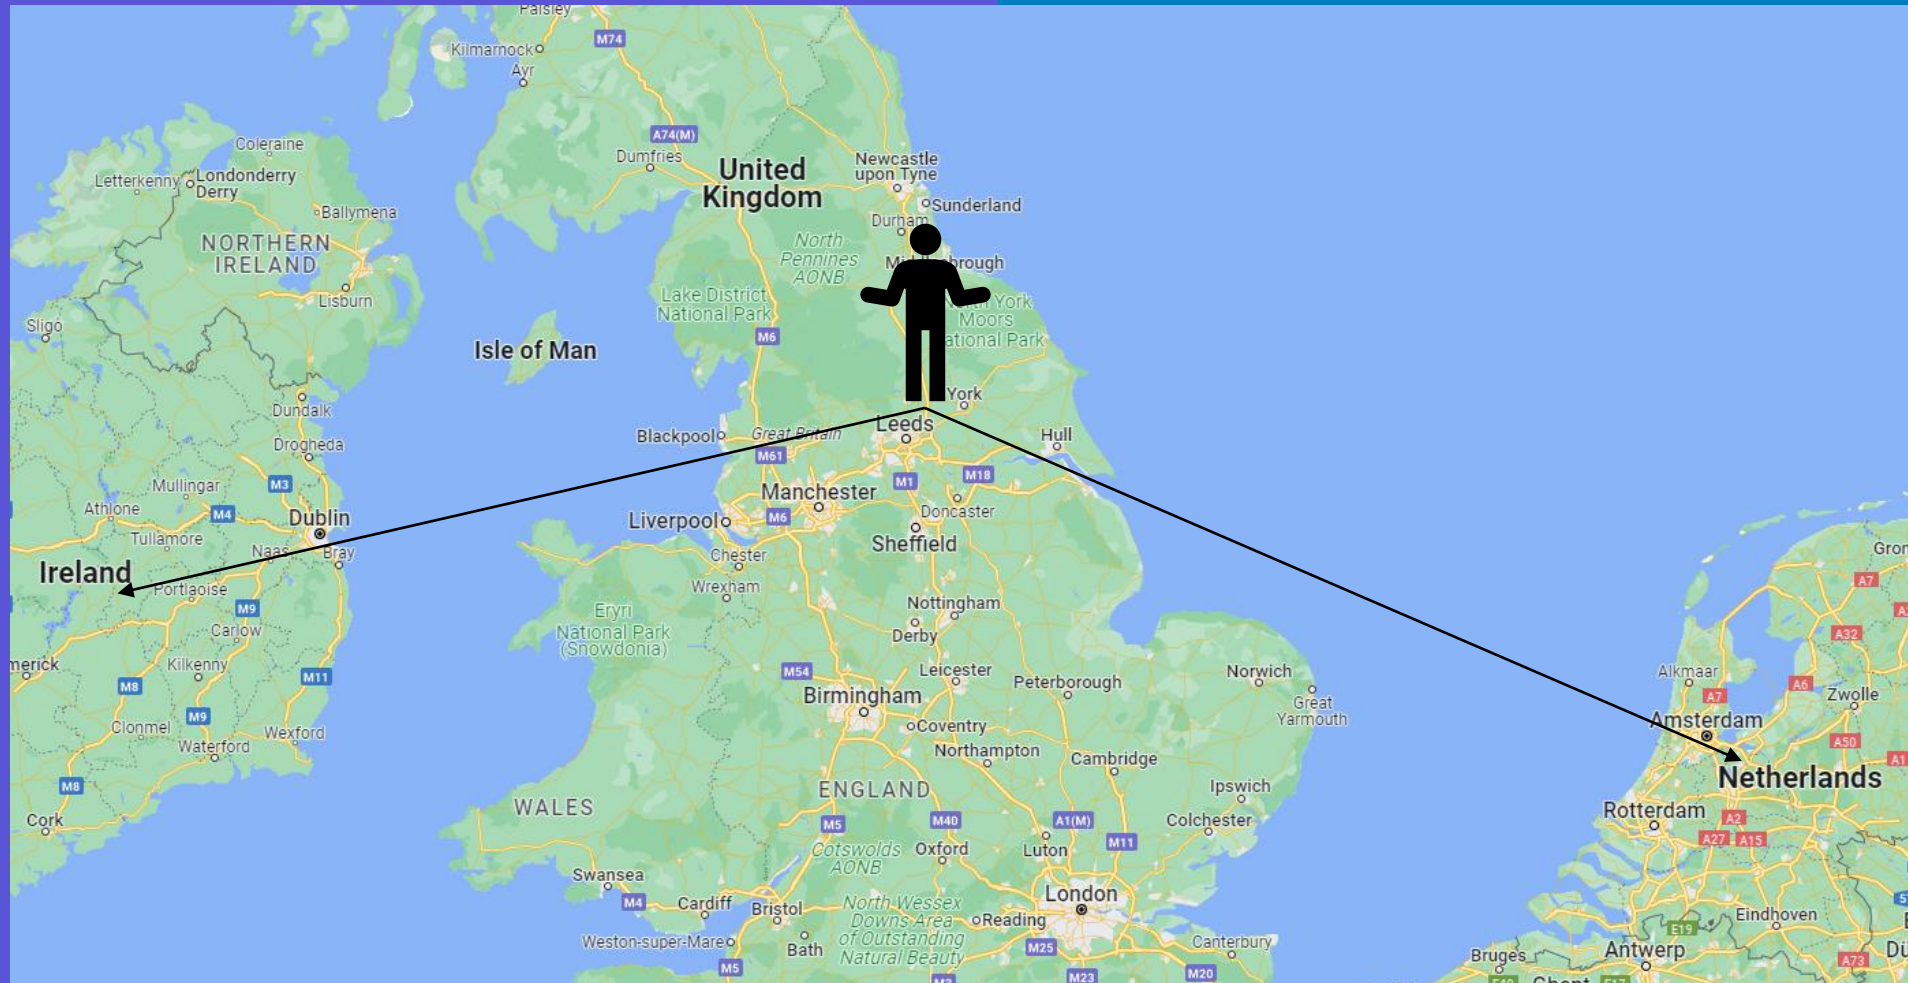 Paisley
M74
Kilmarnock
Ayr
A74(M)
Dumfries
United
Kingdom
Newcastle
upon Tyne
Sunderland
Durham
Coleraine
Letterkenny
Londonderry
Derry
Ballymena
NORTHERN
IRELAND
Lisburn
Sligo
North
Pennines
AONB
Lake District
National Park
M6
Isle of Man
York
Moors
York
Dundalk
Drogheda
Blackpool
Great Britain
Leeds
Hull
M61
M1
M18
Mullingar
M3
Athlone
M4
Dublin
Manchester
Liverpool
M6
Doncaster
Sheffield
Tullamore
Naas
Bray
Ireland
Portlaoise
Chester
Wrexham
M9
Carlow
Eryri
National Park
(Snowdonia)
Nottingham
Derby
merick
Kilkenny
M11
M8
M54
Leicester
Birmingham
Peterborough
Norwich
Great
Yarmouth
M9
Clonmel
Waterford
Wexford
Coventry
Northampton
Cambridge
M8
Cork
WALES
ENGLAND
Ipswich
M5
M40
A1(M)
Colchester
M11
Cotswolds
AONB
Oxford
Luton
Swansea
M4
Cardiff
Bristol
North Wessex
Downs Area
of Outstanding
Natural Beauty
Reading
London
Weston-super-Mare
Bath
M25
Canterbury
M5
M23
M20
A7
A32
Alkmaar
A7
A6
Zwolle
Amsterdam
A50
A1
Netherlands
Rotterdam
A2
A27
A15
Eindhoven
E19
Bruges
Antwerp
A73